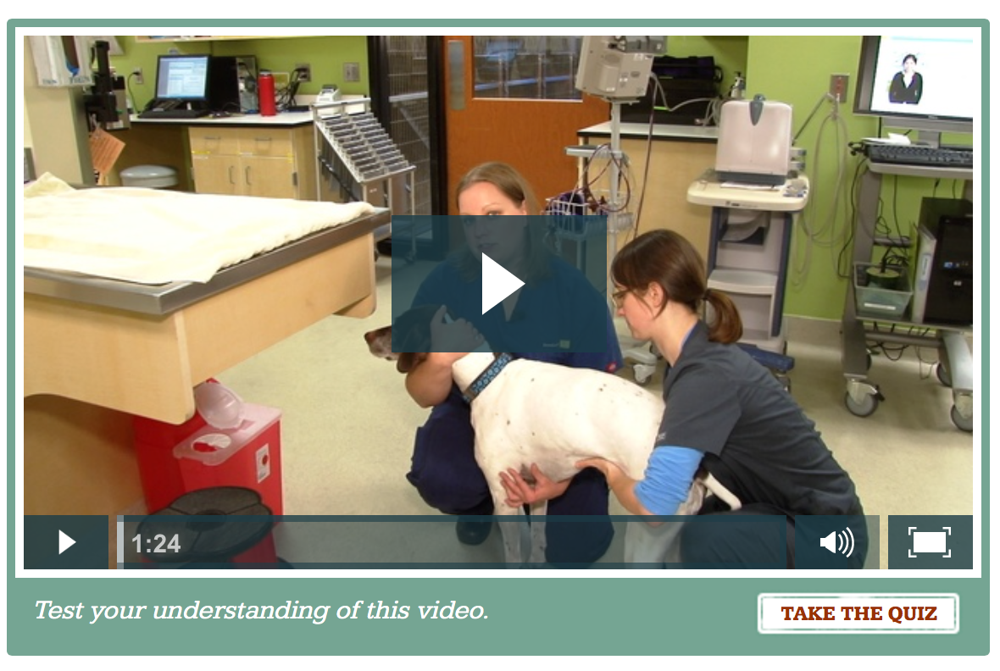 1:24
Test your understanding of this video.
TAKE THE QUIZ